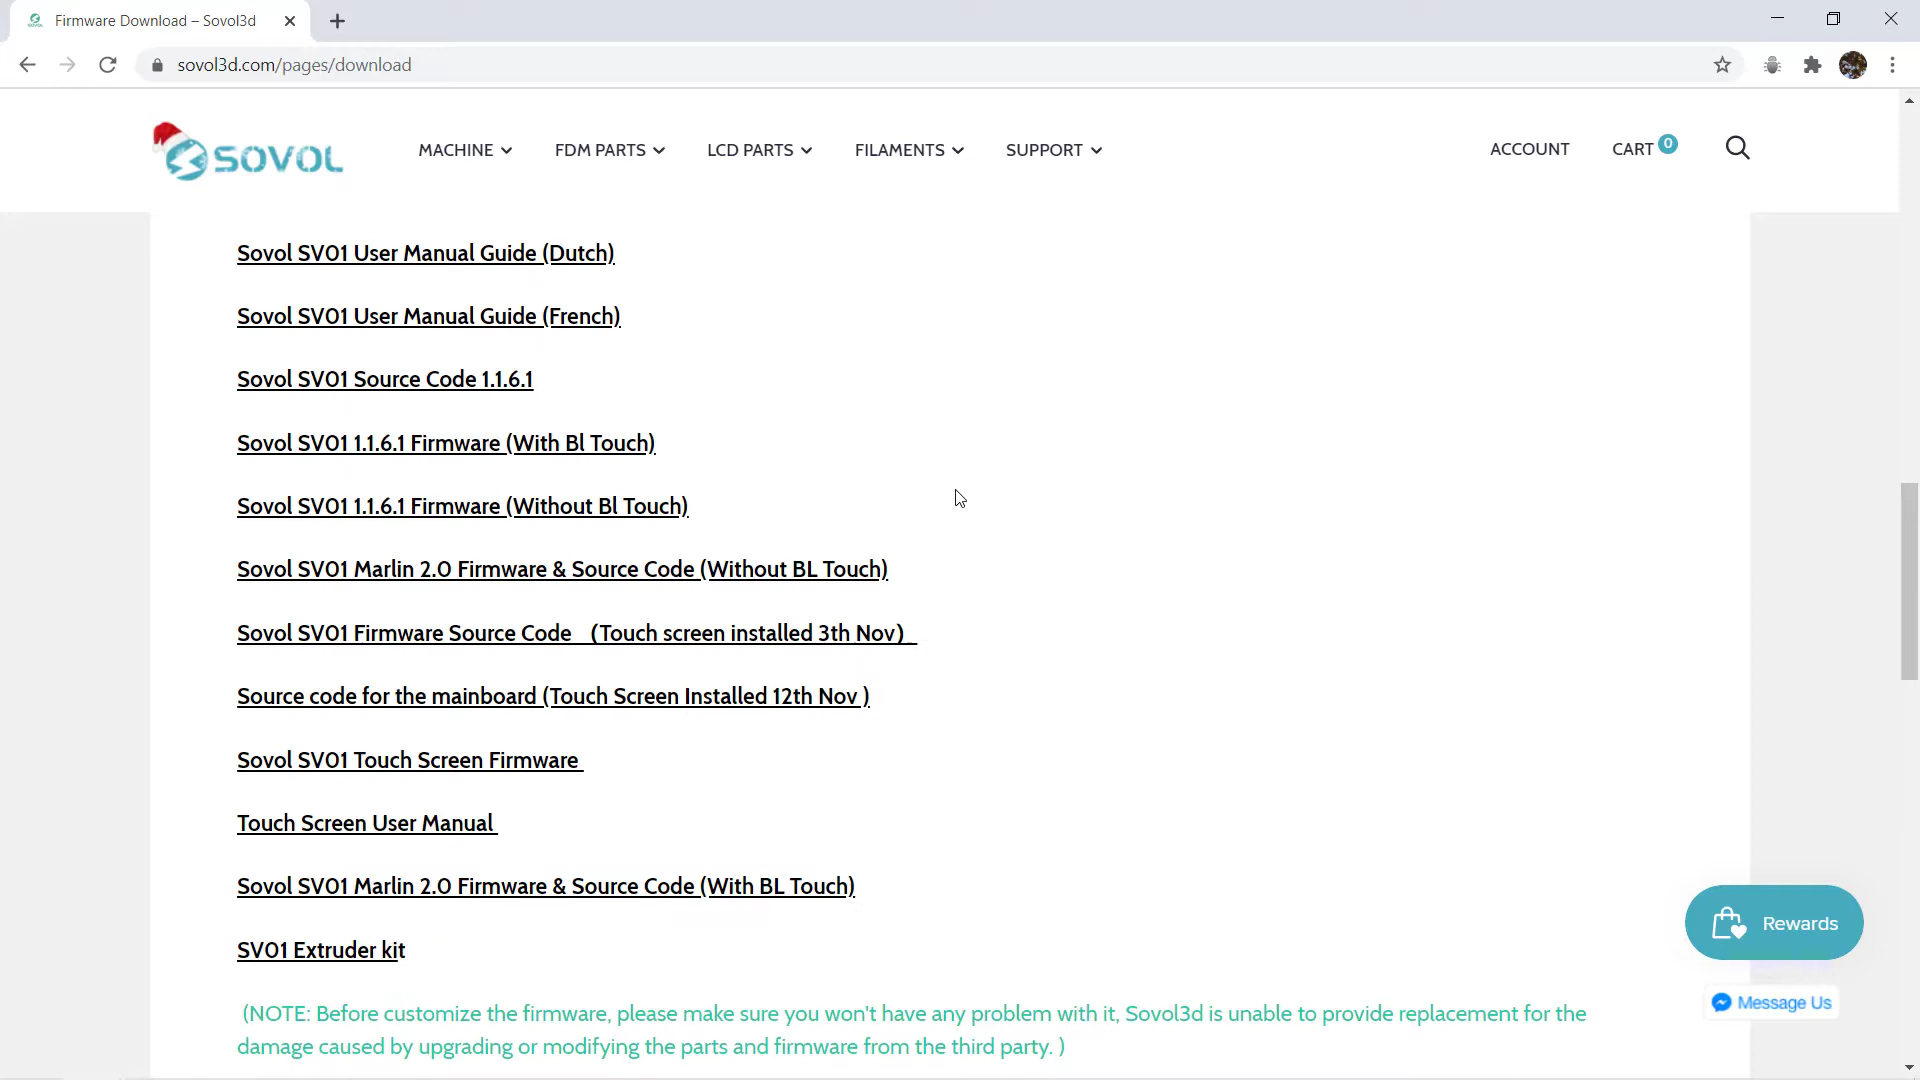 Firmware Download – Sovol3d
sovol3d.com/pages/download
SOVOL
MACHINE
FDM PARTS
LCD PARTS
FILAMENTS
SUPPORT
ACCOUNT
CART 0
Sovol SV01 User Manual Guide (Dutch)
Sovol SV01 User Manual Guide (French)
Sovol SV01 Source Code 1.1.6.1
Sovol SV01 1.1.6.1 Firmware (With Bl Touch)
Sovol SV01 1.1.6.1 Firmware (Without Bl Touch)
Sovol SV01 Marlin 2.0 Firmware & Source Code (Without BL Touch)
Sovol SV01 Firmware Source Code （Touch screen installed 3th Nov）
Source code for the mainboard (Touch Screen Installed 12th Nov )
Sovol SV01 Touch Screen Firmware
Touch Screen User Manual
Sovol SV01 Marlin 2.0 Firmware & Source Code (With BL Touch)
SV01 Extruder kit
(NOTE: Before customize the firmware, please make sure you won't have any problem with it, Sovol3d is unable to provide replacement for the
damage caused by upgrading or modifying the parts and firmware from the third party. )
Rewards
Message Us